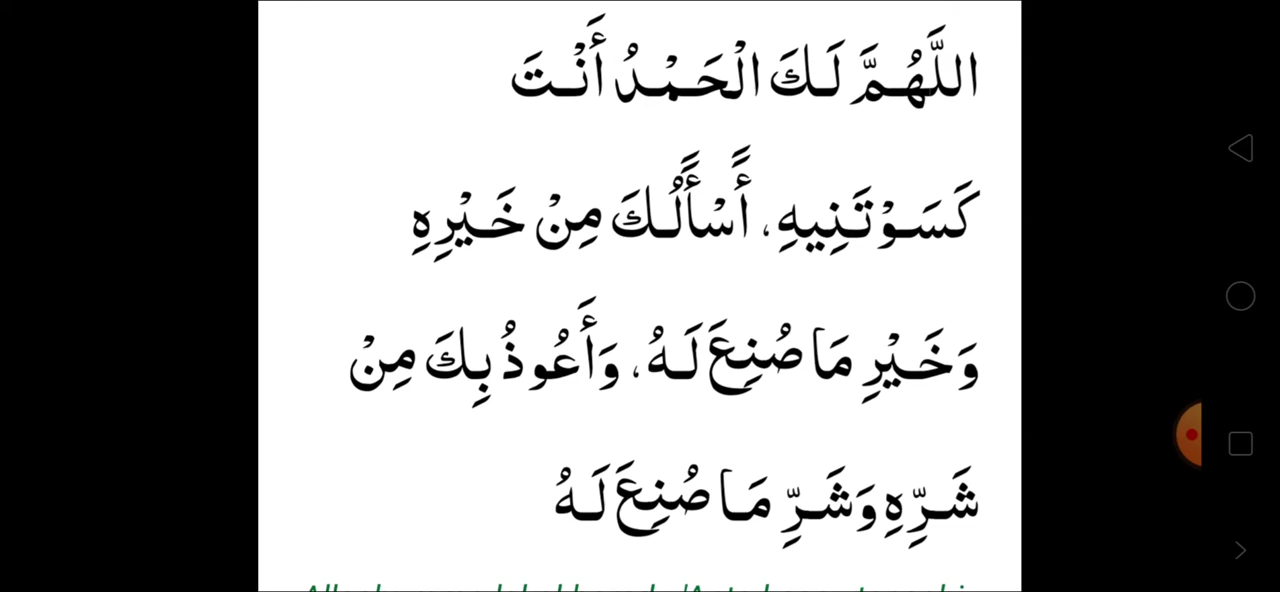 اللَّهُمَّ لَكَ الْحَمْدُ أَنْتَ
كَسَوْتَنِيهِ، أًَسْأًَلُكَ مِنْ خَيْرِهِ
وَخَيْرِ مَا صُنِعَ لَهُ، وَأَعُوذُ بِكَ مِنْ
شَرِّهِ وَشَرِّ مَا صُنِعَ لَهُ